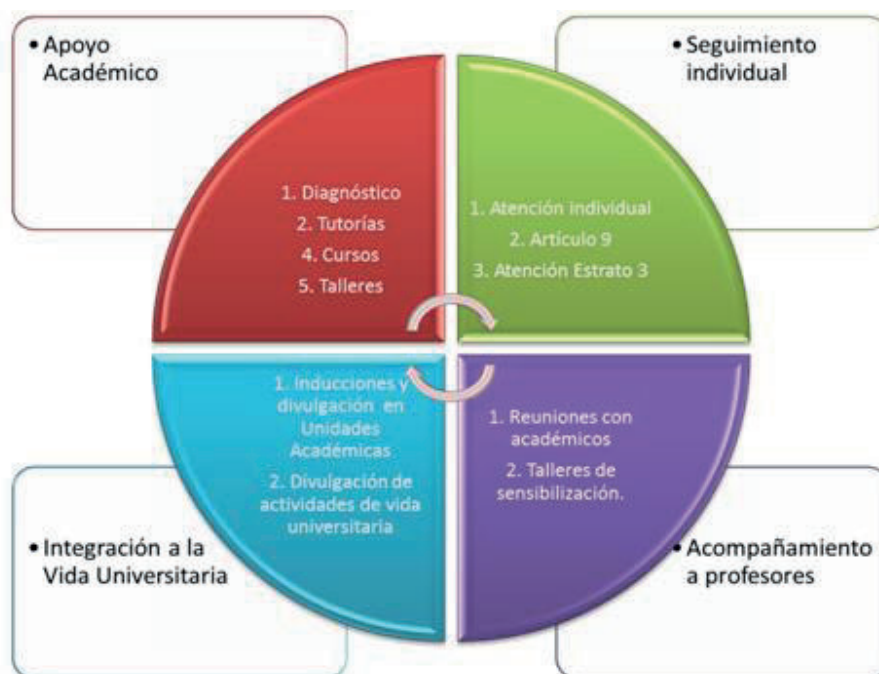 • Apoyo
Académico
• Seguimiento
individual
1. Diagnóstico
2. Tutorías
4. Cursos
5. Talleres
1. Atención individual
2. Artículo 9
3. Atención Estrato 3
1. Inducciones y
divulgación en
Unidades
Académicas
2. Divulgación de
actividades de vida
universitaria
1. Reuniones con
académicos
2. Talleres de
sensibilización.
• Integración a la
Vida Universitaria
• Acompañamiento
a profesores